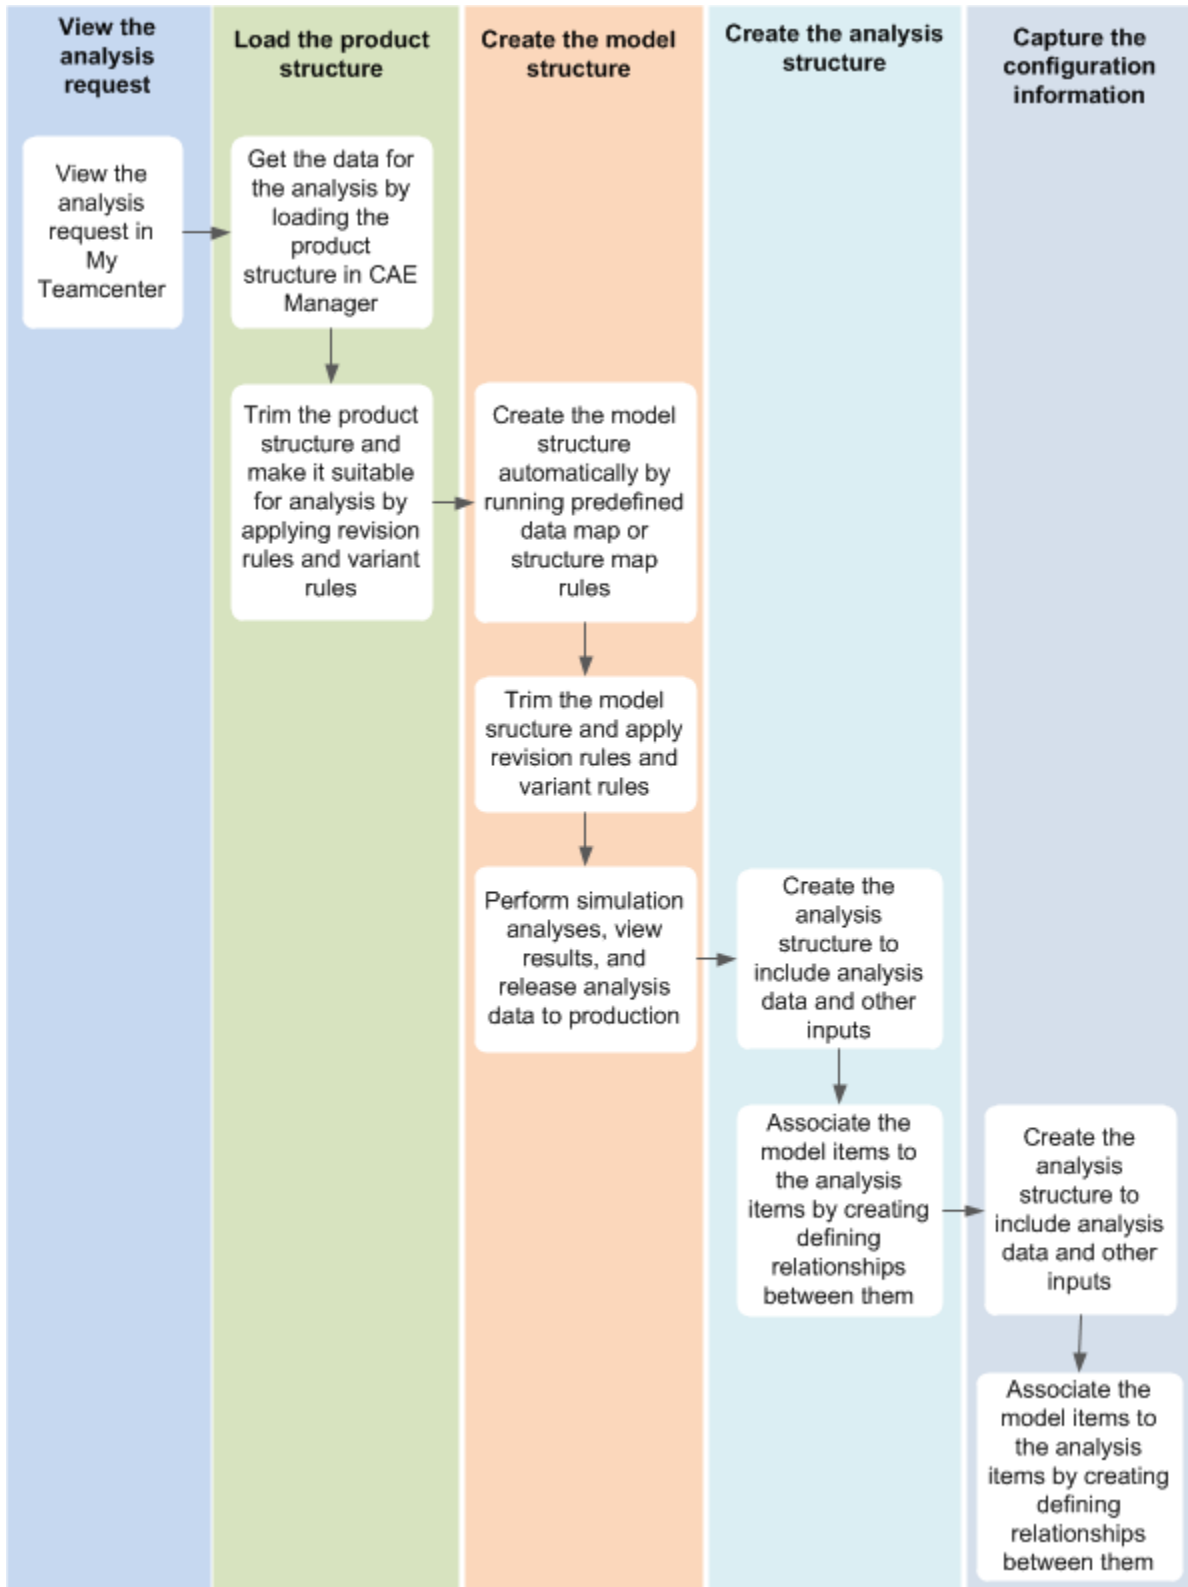 View the
analysis
request
Load the product
structure
Create the model
structure
Create the analysis
structure
Capture the
configuration
information
View the
analysis
request in
My
Teamcenter
Get the data for
the analysis by
loading the
product
structure in CAE
Manager
Trim the product
structure and
make it suitable
for analysis by
applying revision
rules and variant
rules
Create the model
structure
automatically by
running predefined
data map or
structure map
rules
Trim the model
sructure and apply
revision rules and
variant rules
Perform simulation
analyses, view
results, and
release analysis
data to production
Create the
analysis
structure to
include analysis
data and other
inputs
Associate the
model items to
the analysis
items by creating
defining
relationships
between them
Create the
analysis
structure to
include analysis
data and other
inputs
Associate the
model items to
the analysis
items by creating
defining
relationships
between them